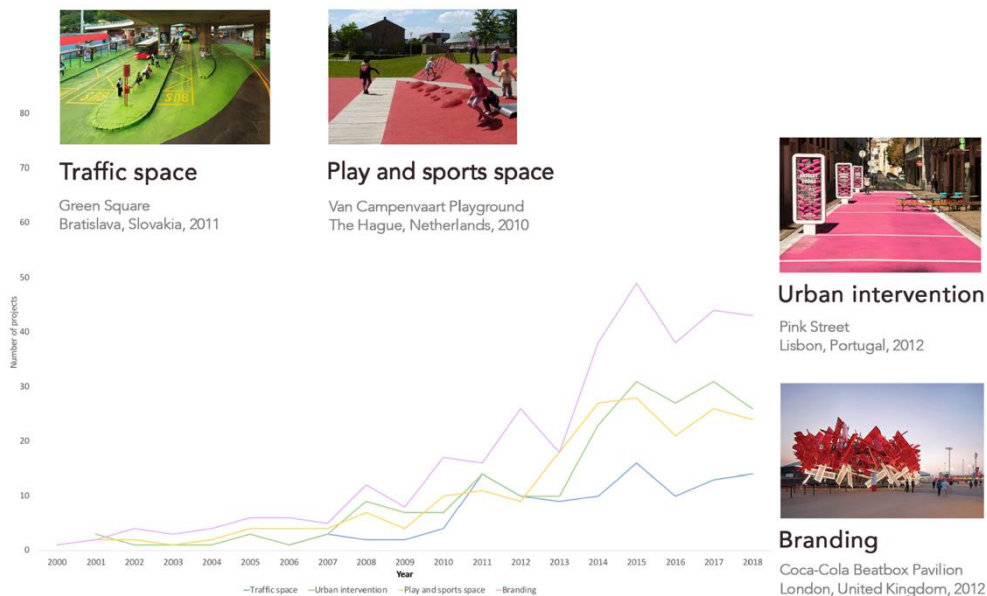 Traffic space
Green Square
Bratislava, Slovakia, 2011
Play and sports space
Van Campenvaart Playground
The Hague, Netherlands, 2010
Urban intervention
Pink Street
Lisbon, Portugal, 2012
Branding
Coca-Cola Beatbox Pavilion
London, United Kingdom, 2012
80
70
60
50
40
30
20
10
0
Number of projects
2000 2001 2002 2003 2004 2005 2006 2007 2008 2009 2010 2011 2012 2013 2014 2015 2016 2017 2018
Year
Traffic space Urban intervention Play and sports space Branding
BUS